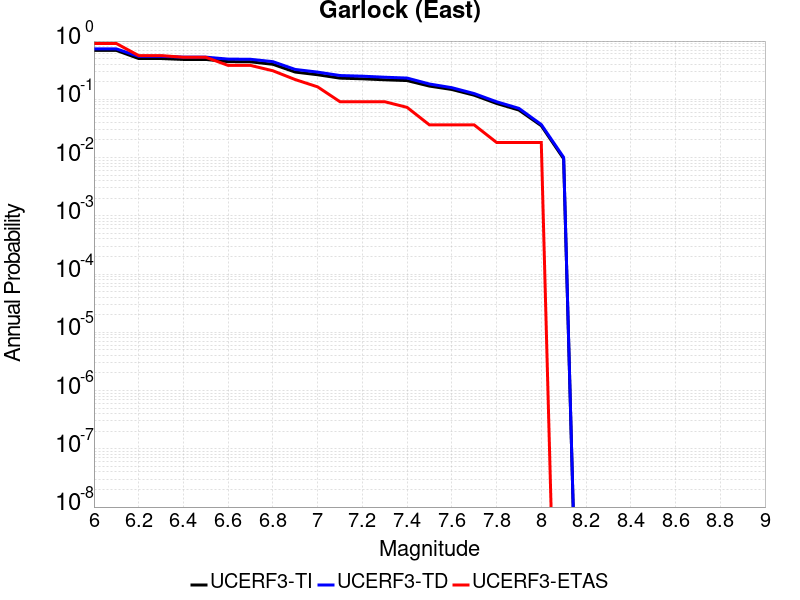 Garlock (East)
10^0
10^-1
10^-2
10^-3
10^-4
10^-5
10^-6
10^-7
10^-8
Annual Probability
6 6.2 6.4 6.6 6.8 7 7.2 7.4 7.6 7.8 8 8.2 8.4 8.6 8.8 9
Magnitude
UCERF3-TI UCERF3-TD UCERF3-ETAS